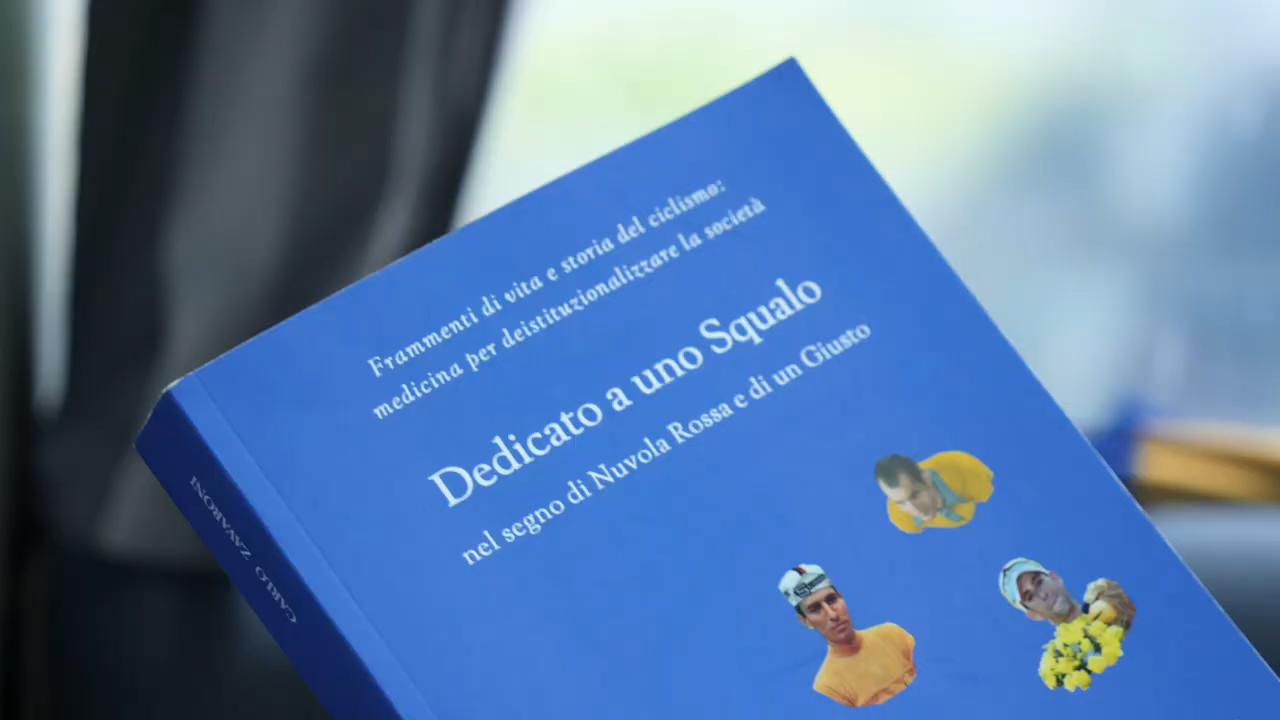 Frammenti di vita e storia del ciclismo:
medicina per deistituzionalizzare la società
Dedicato a uno Squalo
nel segno di Nuvola Rossa e di un Giusto
CARLO ZAVARONI